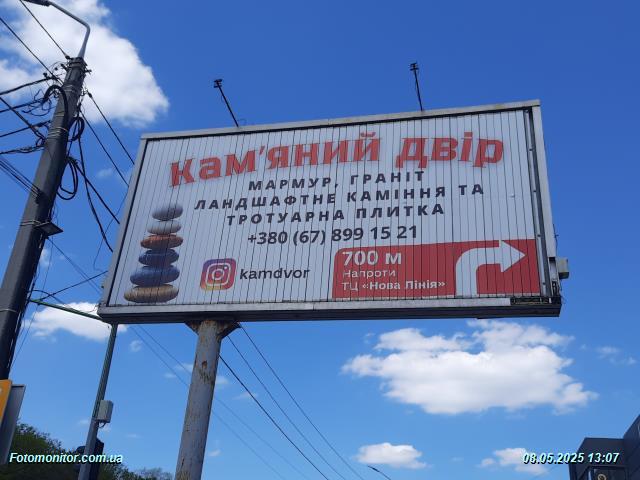 кам'яний двір
МАРМУР, ГРАНІТ
ЛАНДШАФТНЕ КАМІННЯ ТА
ТРОТУАРНА ПЛИТКА
+380 (67) 899 15 21
kamdvor
700 м
Напроти
ТЦ «Нова Лінія»
Fotomonitor.com.ua
08.05.2025 13:07